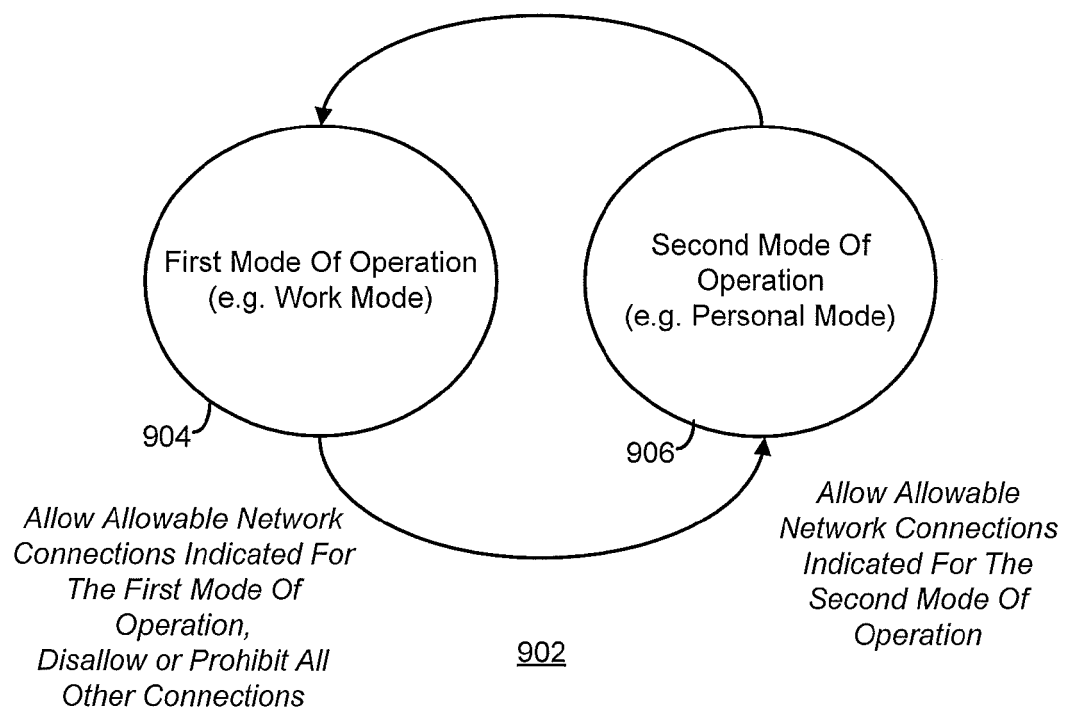 First Mode Of Operation
(e.g. Work Mode)
Second Mode Of
Operation
(e.g. Personal Mode)
904
906
Allow Allowable Network
Connections Indicated For
The First Mode Of
Operation,
Disallow or Prohibit All
Other Connections
Allow Allowable
Network Connections
Indicated For The
Second Mode Of
Operation
902